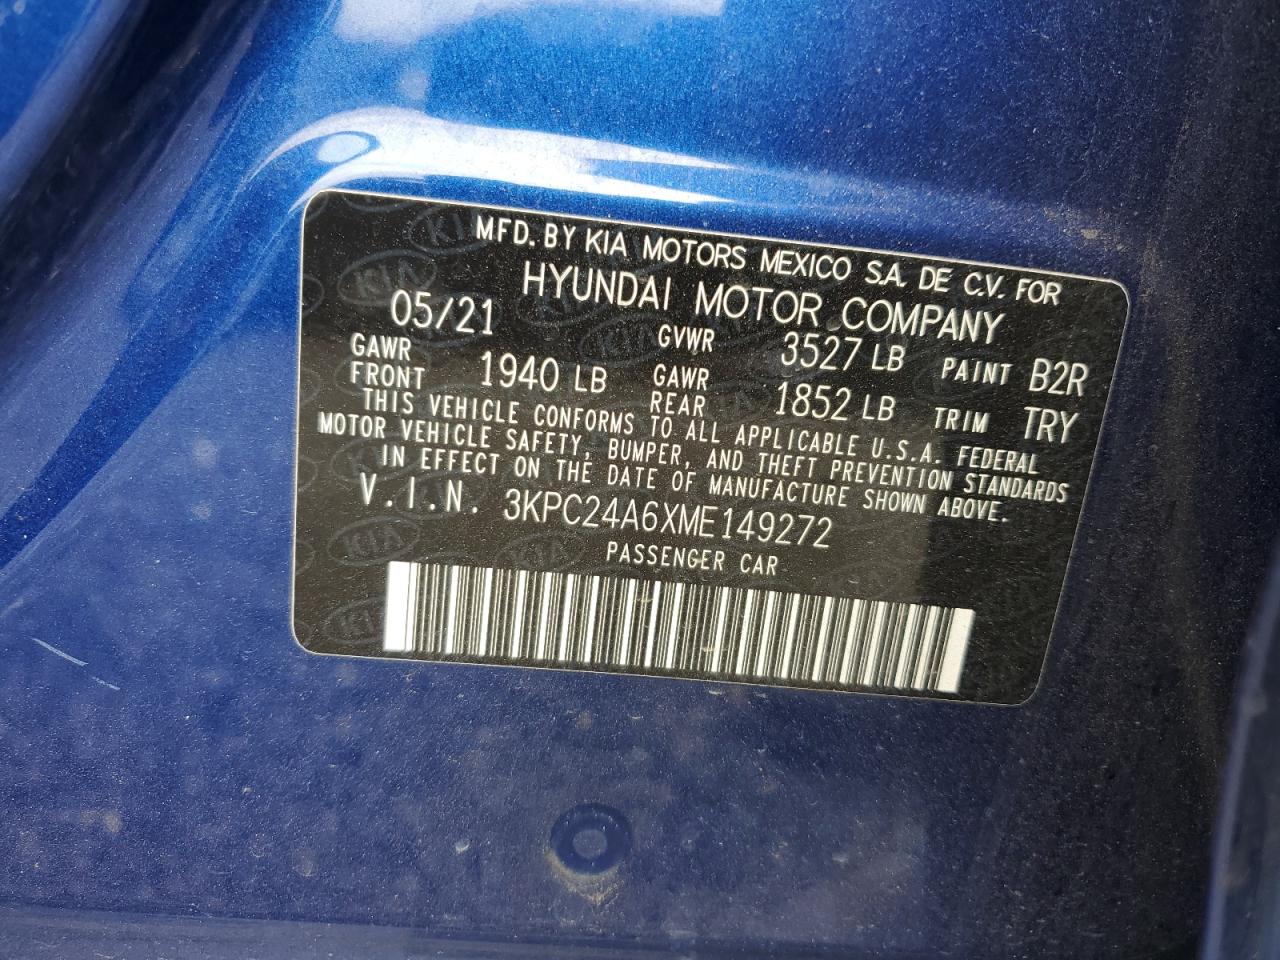 MFD. BY KIA MOTORS MEXICO S.A. DE C.V. FOR
HYUNDAI MOTOR COMPANY
05/21 GVWR 3527 LB PAINT B2R
GAWR FRONT 1940 LB GAWR REAR 1852 LB TRIM TRY
THIS VEHICLE CONFORMS TO ALL APPLICABLE U.S.A. FEDERAL
MOTOR VEHICLE SAFETY, BUMPER, AND THEFT PREVENTION STANDARDS
IN EFFECT ON THE DATE OF MANUFACTURE SHOWN ABOVE.
V.I.N. 3KPC24A6XME149272
PASSENGER CAR